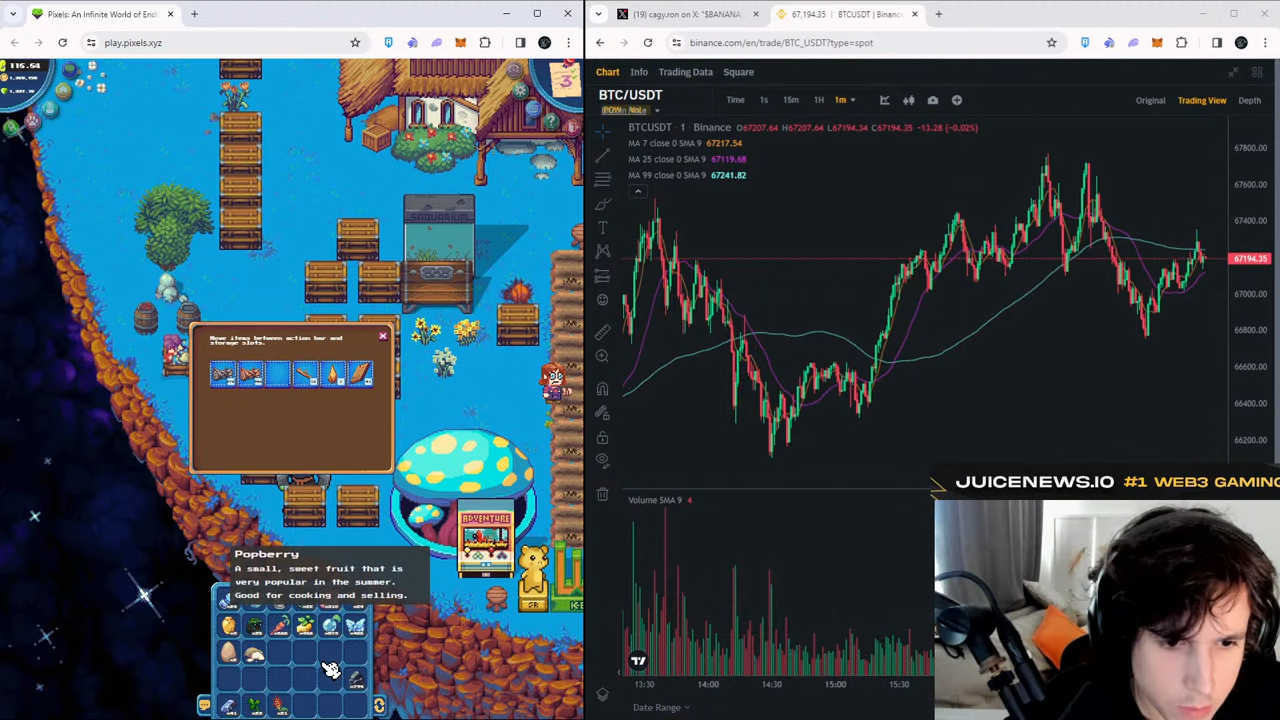 Pixels: An Infinite World of End
(19) cagy.ron on X: "$BANANA
67,194.35 | BTCUSDT | Binanc
play.pixels.xyz
binance.com/en/trade/BTC_USDT?type=spot
Chart Info Trading Data Square
BTC/USDT
Time 1s 15m 1H 1m
Original Trading View Depth
BTCUSDT · 1 · Binance O67207.64 H67207.64 L67194.34 C67194.35 -13.28 (-0.02%)
MA 7 close 0 SMA 9 67217.54
MA 25 close 0 SMA 9 67119.68
MA 99 close 0 SMA 9 67241.82
67800.00
67600.00
67400.00
67194.35
67000.00
66800.00
66600.00
66400.00
66200.00
Volume SMA 9 4
13:30 14:00 14:30 15:00 15:30
Date Range
JUICENEWS.IO #1 WEB3 GAMING
3
SAQUARIUM
Move items between action bar and
storage slots.
ADVENTURE
SR
Popberry
A small, sweet fruit that is
very popular in the summer.
Good for cooking and selling.